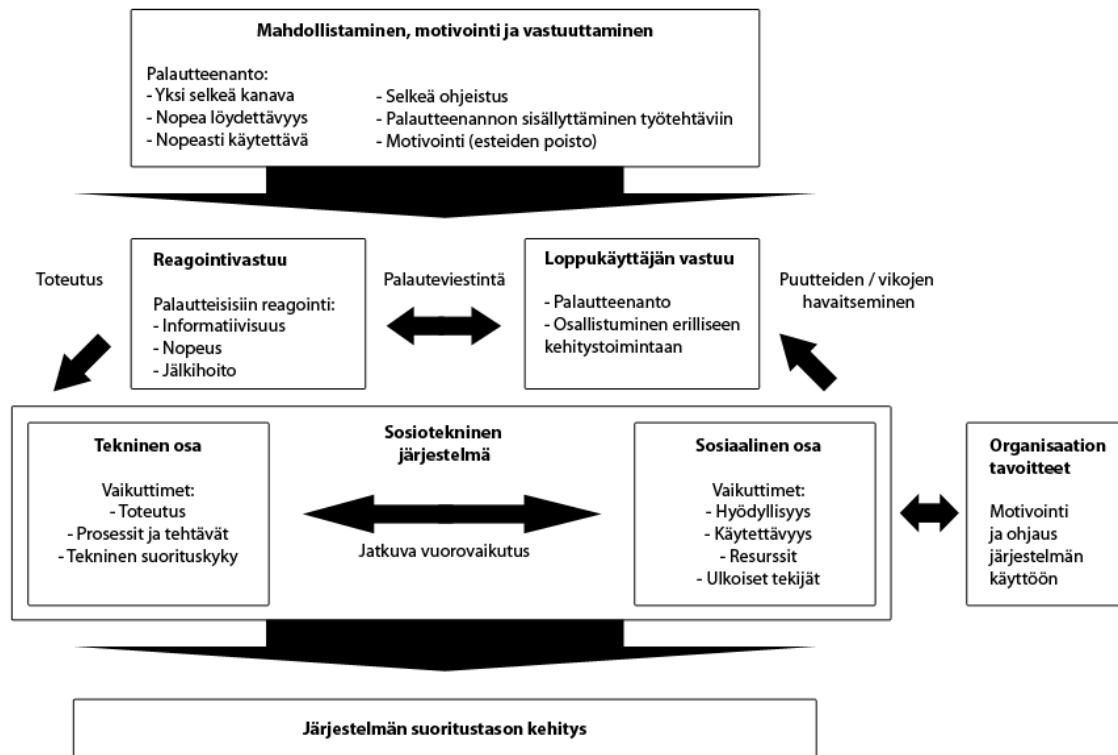 Mahdollistaminen, motivointi ja vastuuttaminen
Palautteenanto:
- Yksi selkeä kanava
- Nopea löydettävyys
- Nopeasti käytettävä
- Selkeä ohjeistus
- Palautteenannon sisällyttäminen työtehtäviin
- Motivointi (esteiden poisto)
Toteutus
Reagointivastuu
Palautteisisiin reagointi:
- Informatiivisuus
- Nopeus
- Jälkihoito
Palauteviestintä
Loppukäyttäjän vastuu
- Palautteenanto
- Osallistuminen erilliseen
kehitystoimintaan
Puutteiden / vikojen
havaitseminen
Tekninen osa
Vaikuttimet:
- Toteutus
- Prosessit ja tehtävät
- Tekninen suorituskyky
Sosiotekninen
järjestelmä
Jatkuva vuorovaikutus
Sosiaalinen osa
Vaikuttimet:
- Hyödyllisyys
- Käytettävyys
- Resurssit
- Ulkoiset tekijät
Organisaation
tavoitteet
Motivointi
ja ohjaus
järjestelmän
käyttöön
Järjestelmän suoritustason kehitys